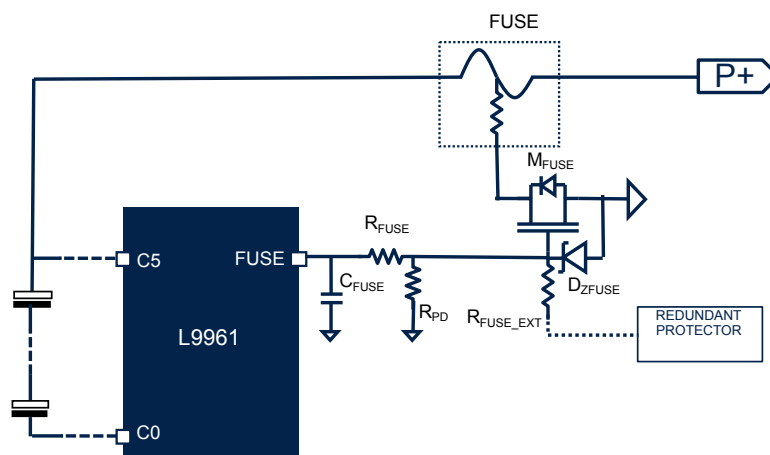 FUSE
P+
MFUSE
RFUSE
C5
FUSE
CFUSE
DZFUSE
RPD
RFUSE_EXT
REDUNDANT
PROTECTOR
L9961
C0